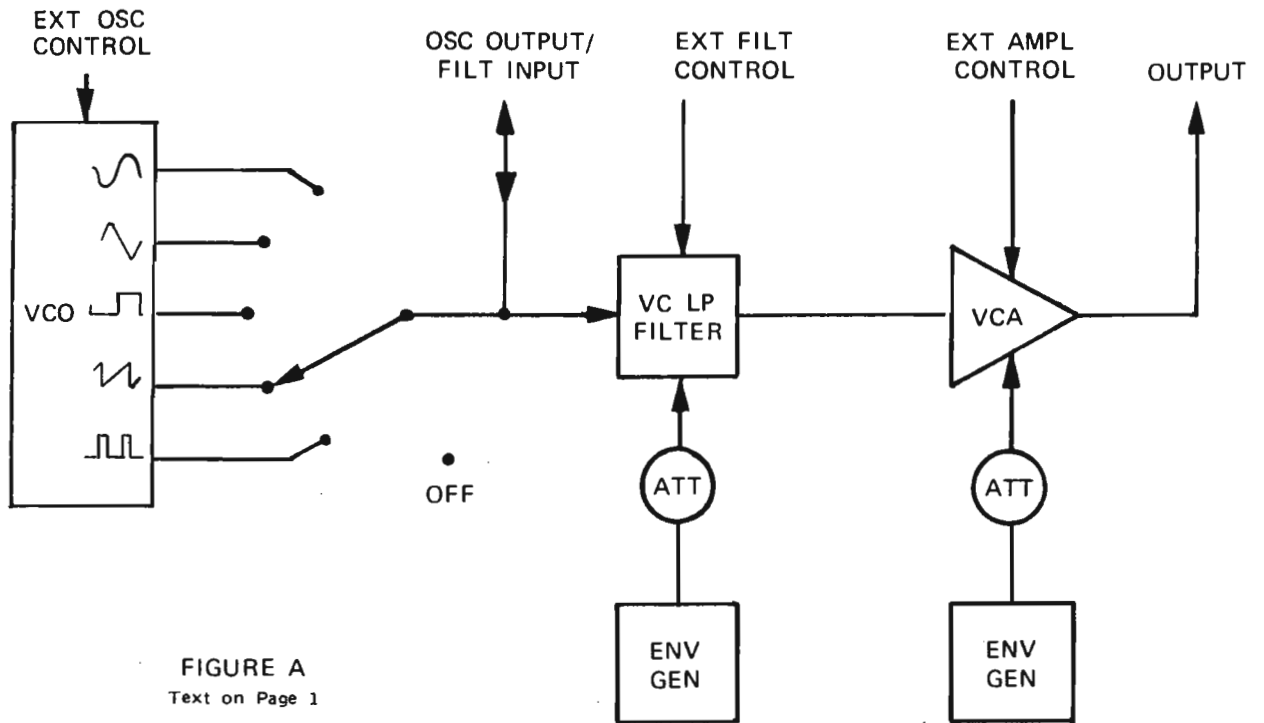 EXT OSC
CONTROL
OSC OUTPUT/
FILT INPUT
EXT FILT
CONTROL
EXT AMPL
CONTROL
OUTPUT
VCO
VC LP
FILTER
VCA
OFF
ATT
ATT
ENV
GEN
ENV
GEN
FIGURE A
Text on Page 1